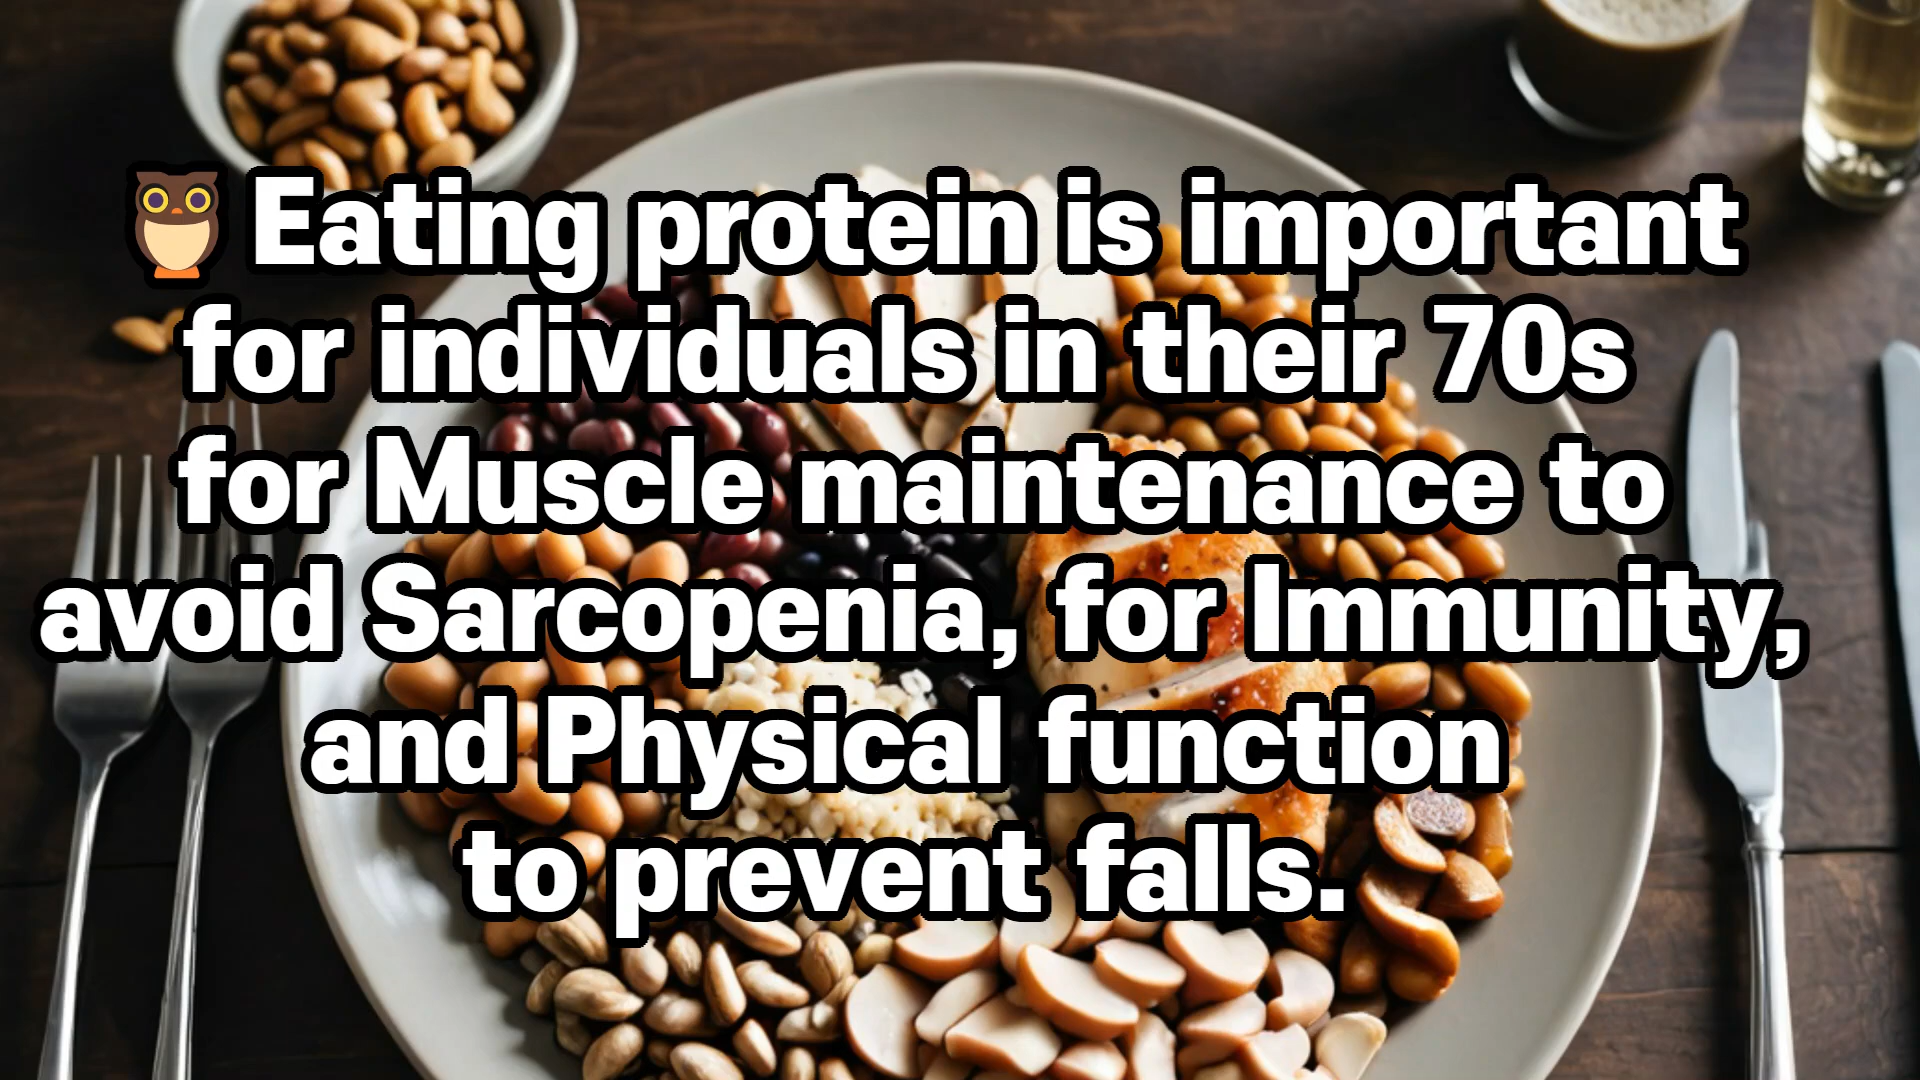 🦉 Eating protein is important
for individuals in their 70s
for Muscle maintenance to
avoid Sarcopenia, for Immunity,
and Physical function
to prevent falls.